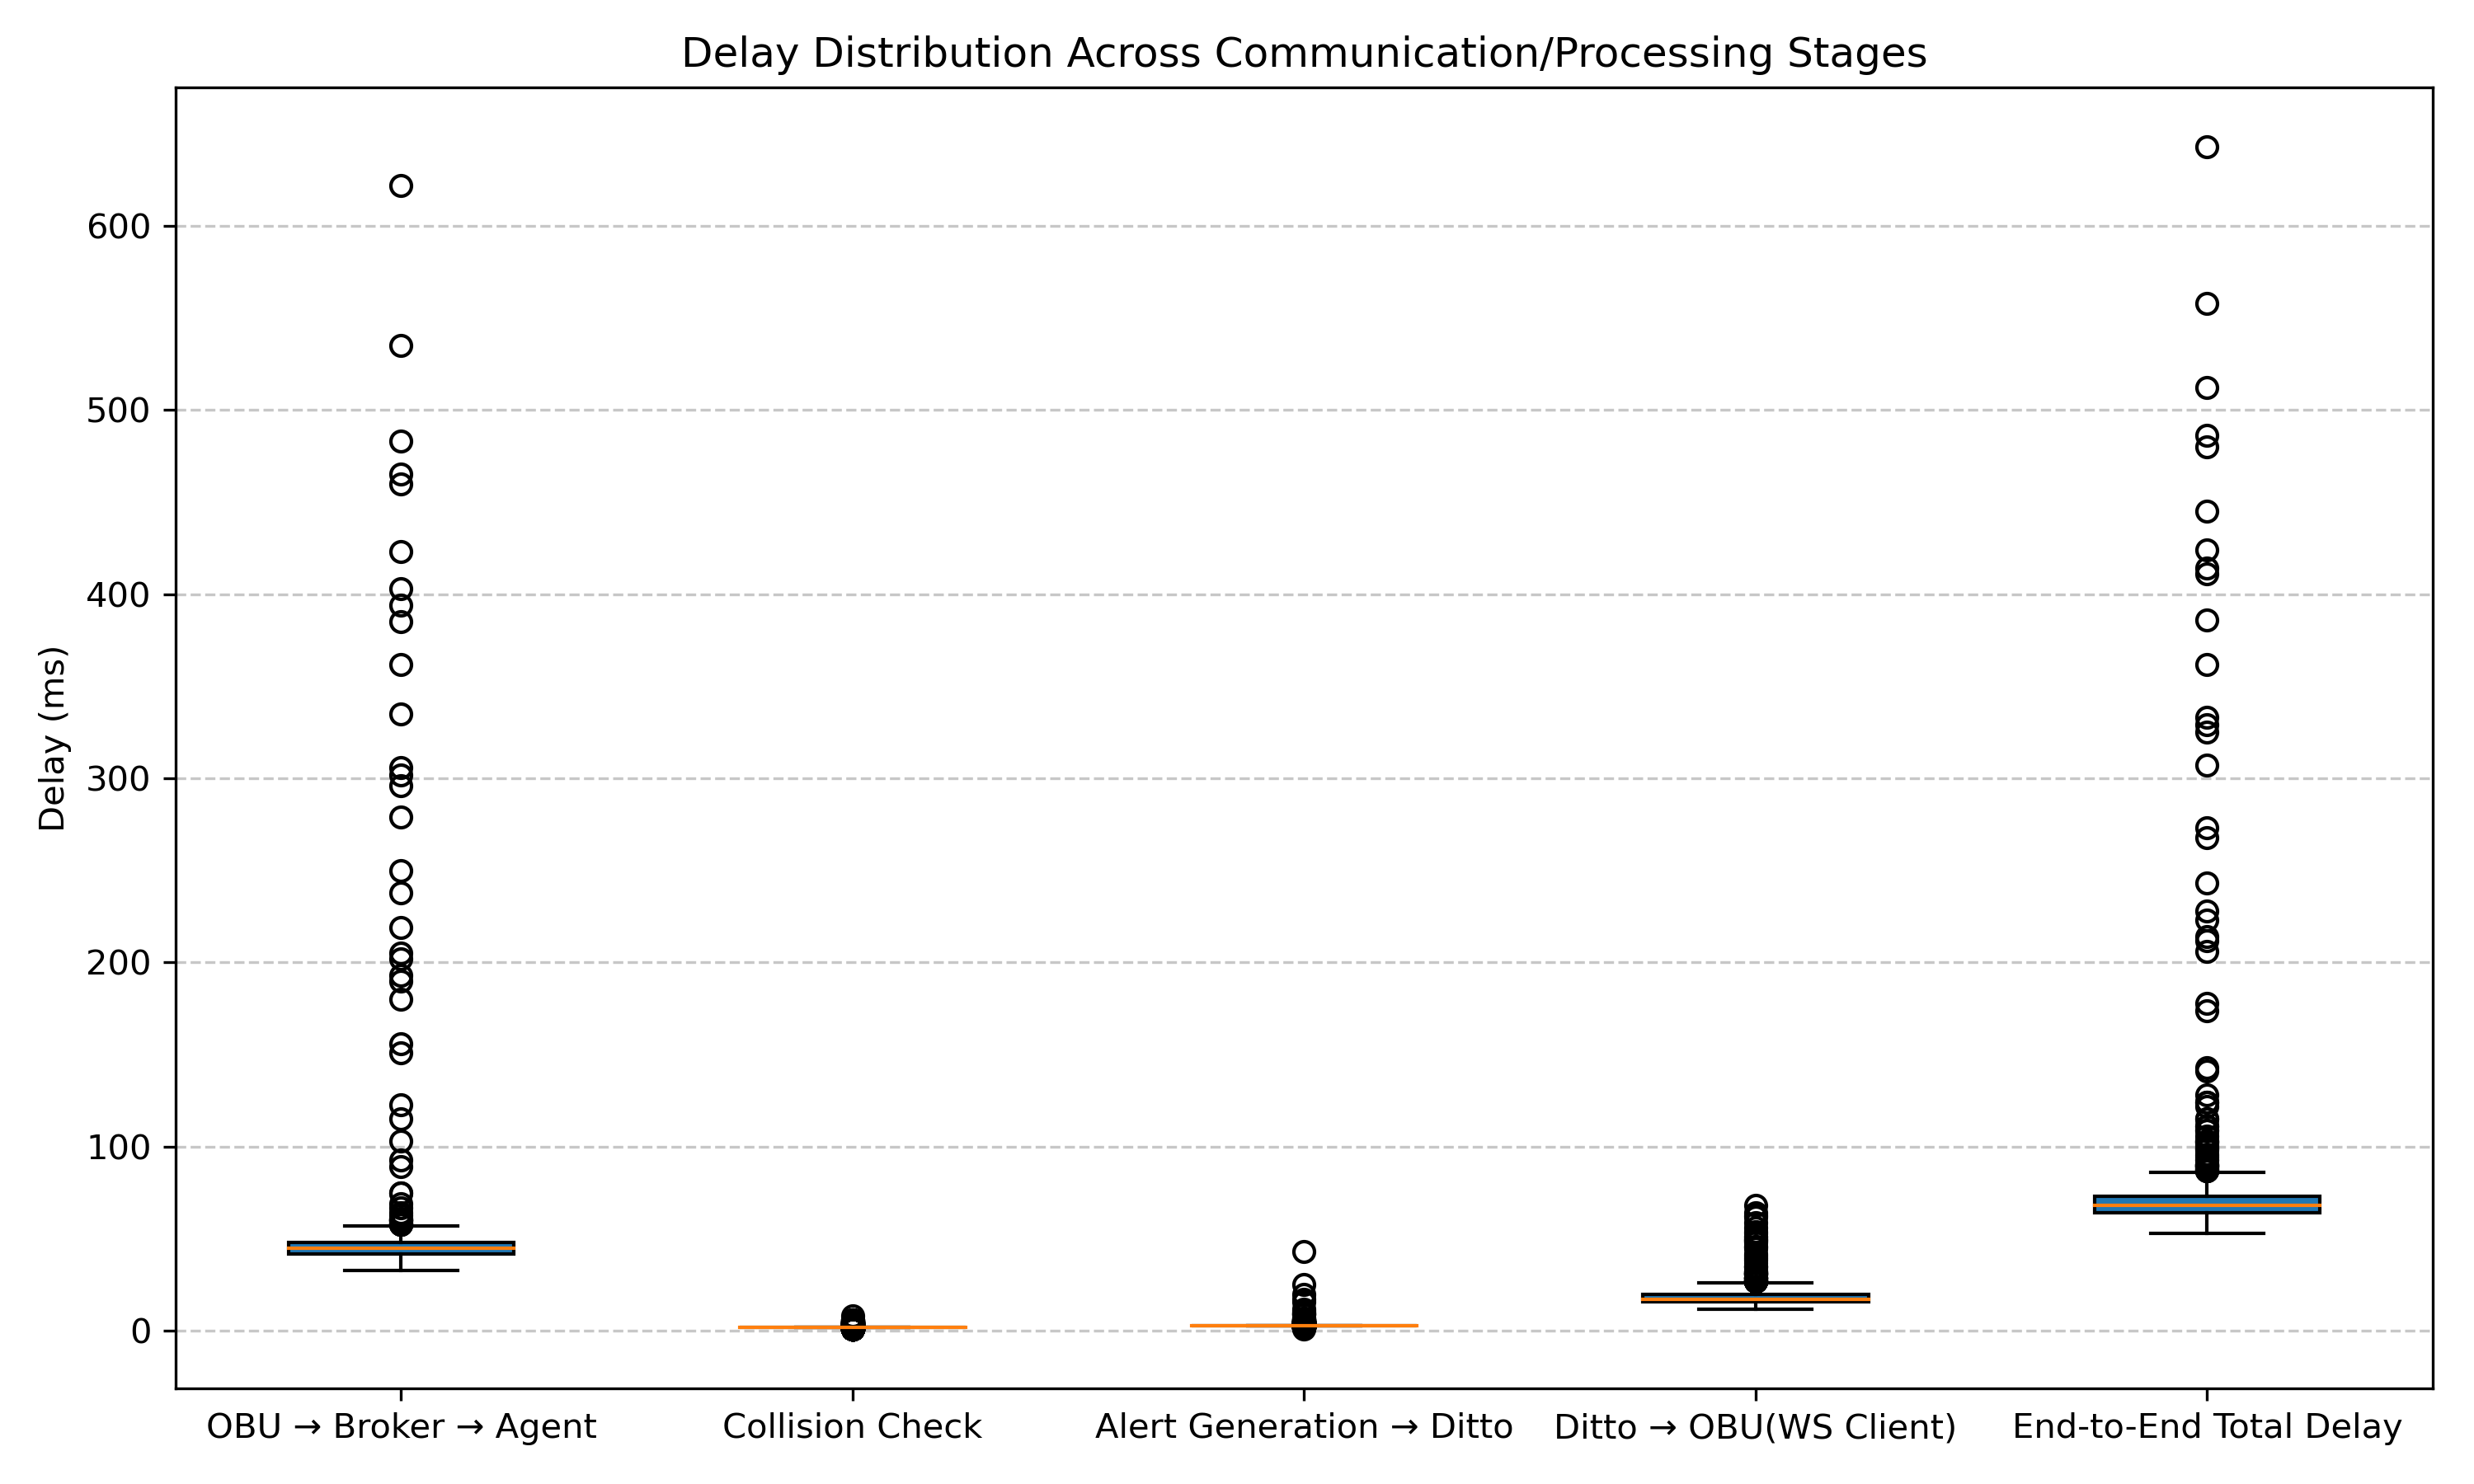 Delay Distribution Across Communication/Processing Stages
Delay (ms)
600
500
400
300
200
100
0
OBU → Broker → Agent
Collision Check
Alert Generation → Ditto
Ditto → OBU(WS Client)
End-to-End Total Delay